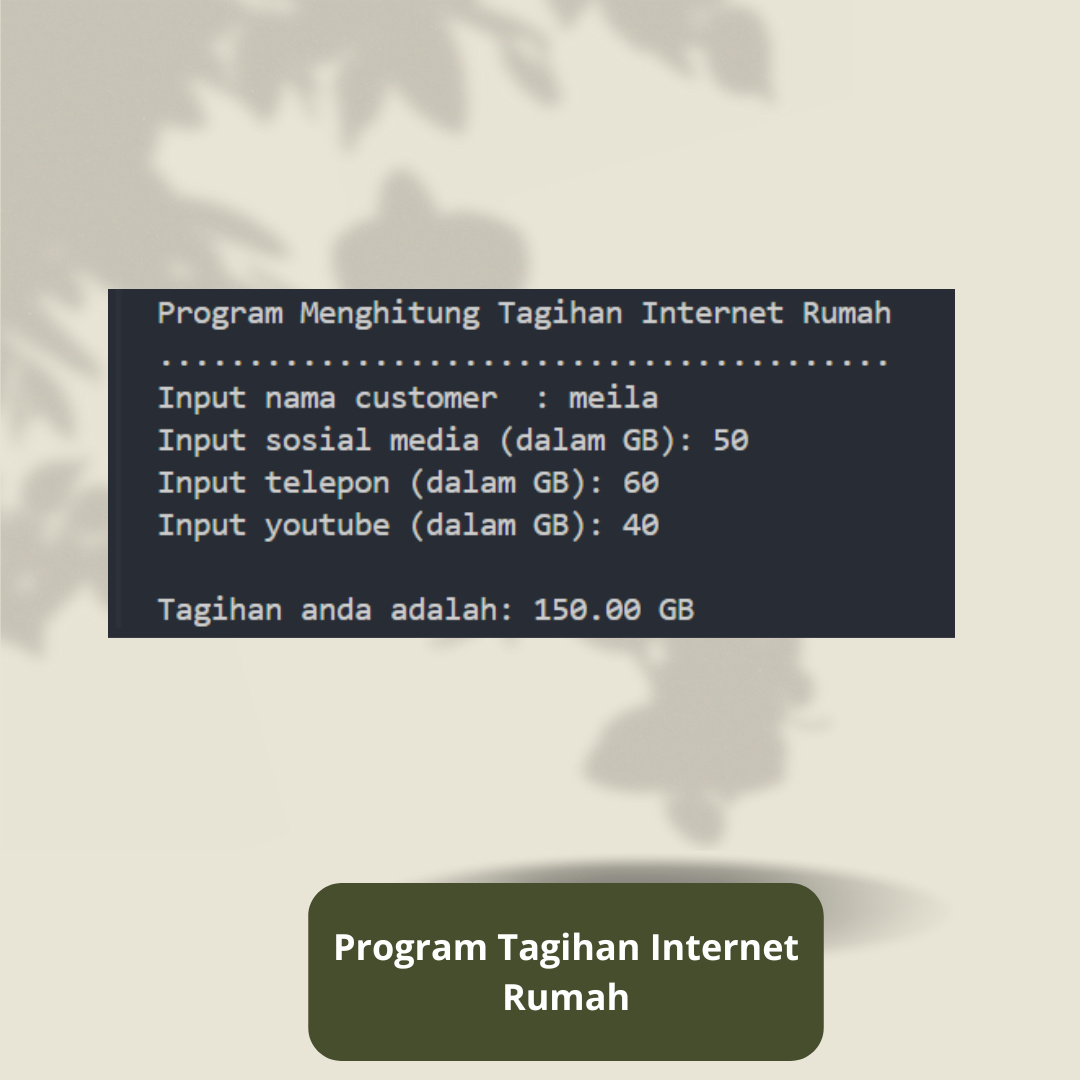 Program Menghitung Tagihan Internet Rumah
.........................................
Input nama customer  : meila
Input sosial media (dalam GB): 50
Input telepon (dalam GB): 60
Input youtube (dalam GB): 40
Tagihan anda adalah: 150.00 GB
Program Tagihan Internet
Rumah